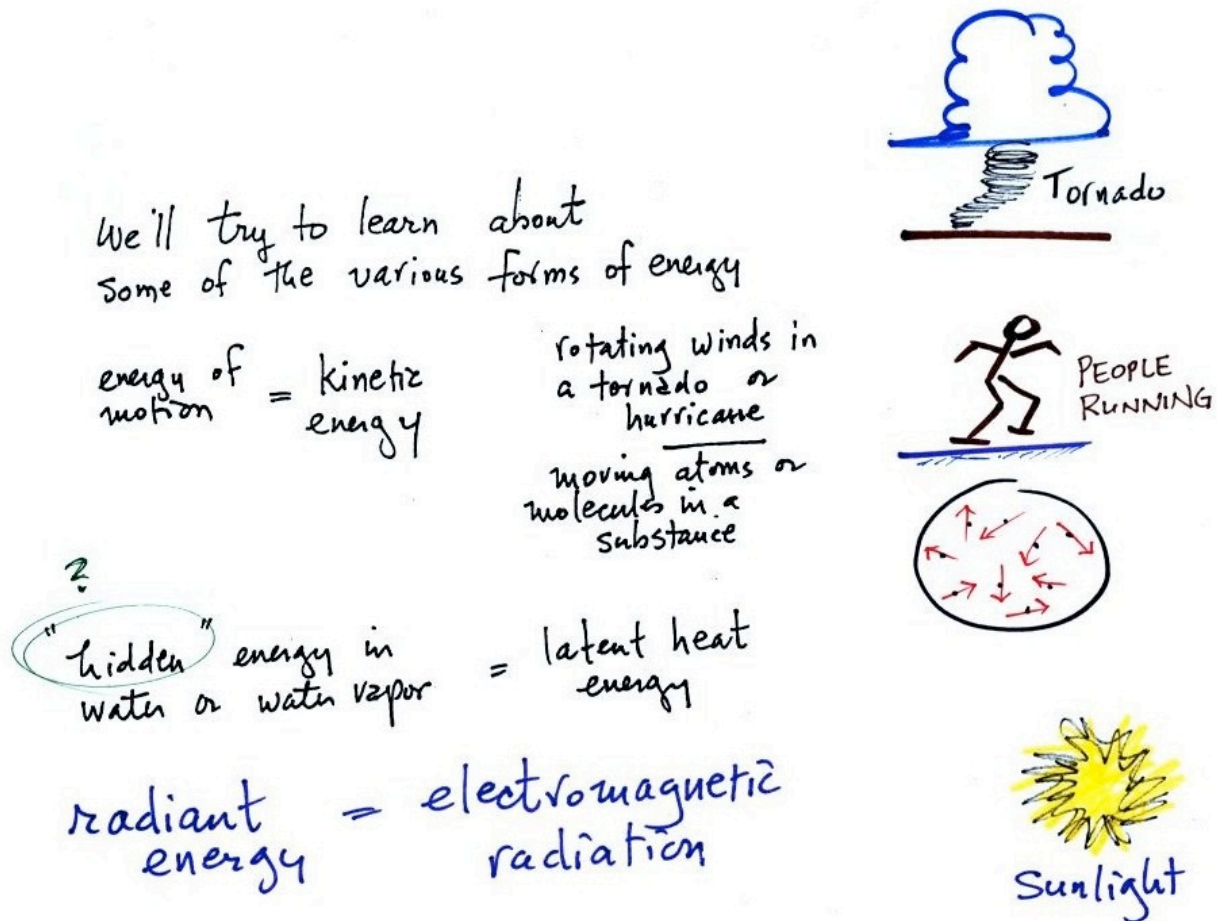 We'll try to learn about
some of the various forms of energy
Tornado
energy of
motion
= kinetic
energy
rotating winds in
a tornado or
hurricane
moving atoms or
molecules in a
substance
PEOPLE
RUNNING
?
"hidden" energy in
water or water vapor
= latent heat
energy
radiant
energy
= electromagnetic
radiation
Sunlight